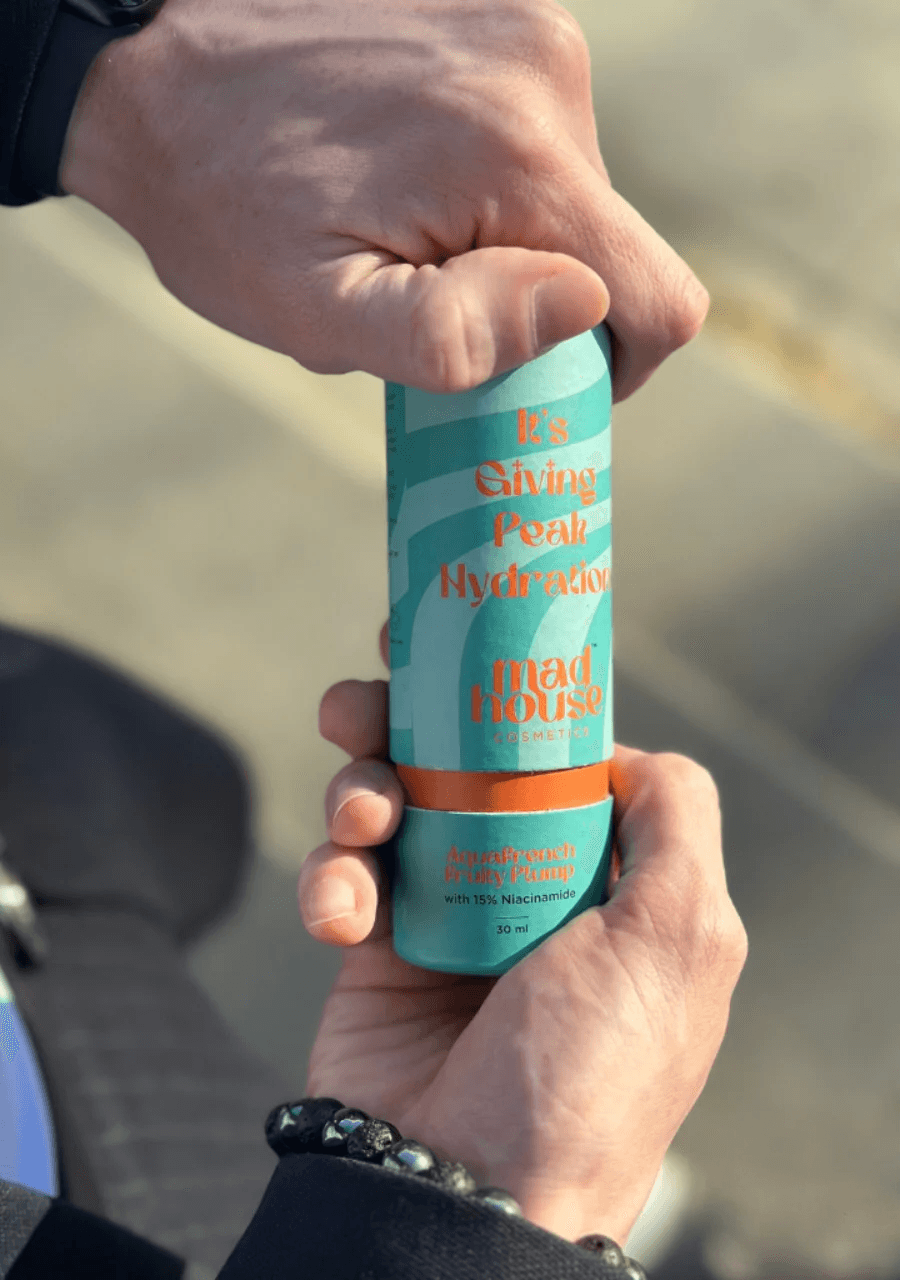 It's
Giving
Peak
Hydration
mad
house
COSMETICS
Aquafrench
Fruity Plump
with 15% Niacinamide
30 ml